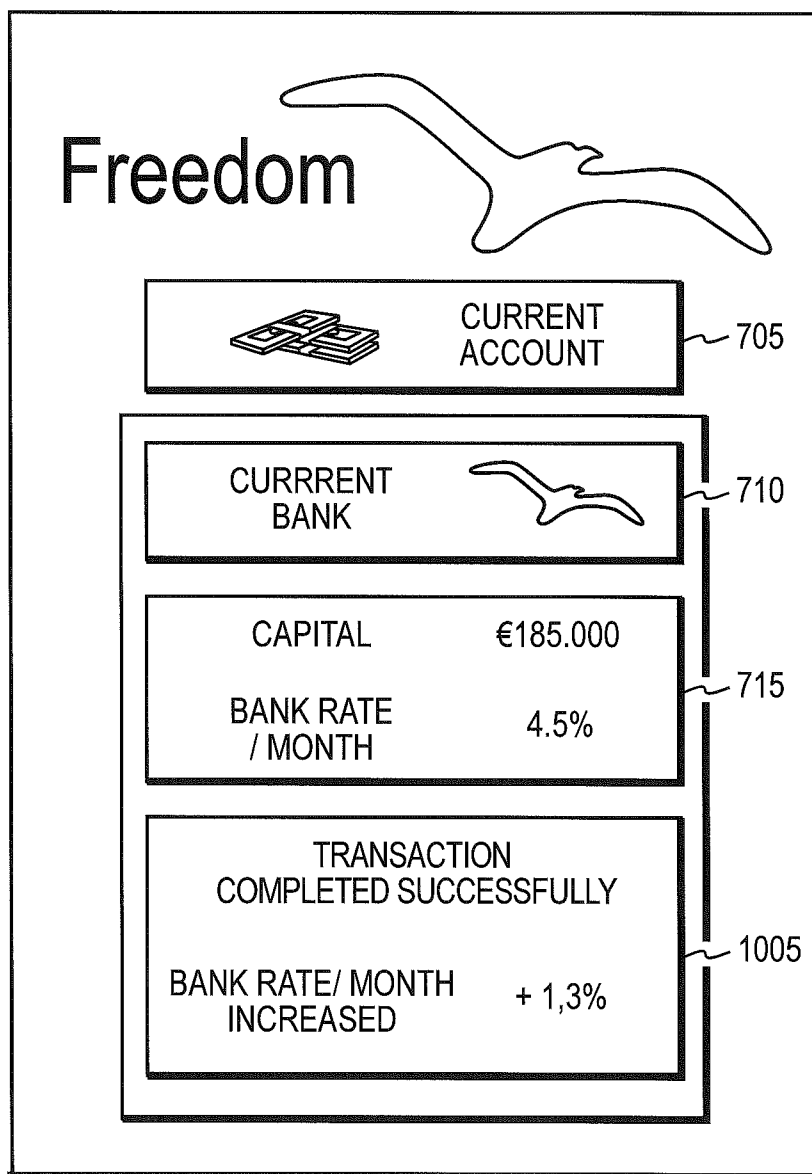 Freedom
CURRENT
ACCOUNT
705
CURRRENT
BANK
710
CAPITAL €185.000
715
BANK RATE
/ MONTH 4.5%
TRANSACTION
COMPLETED SUCCESSFULLY
1005
BANK RATE/ MONTH
INCREASED + 1,3%